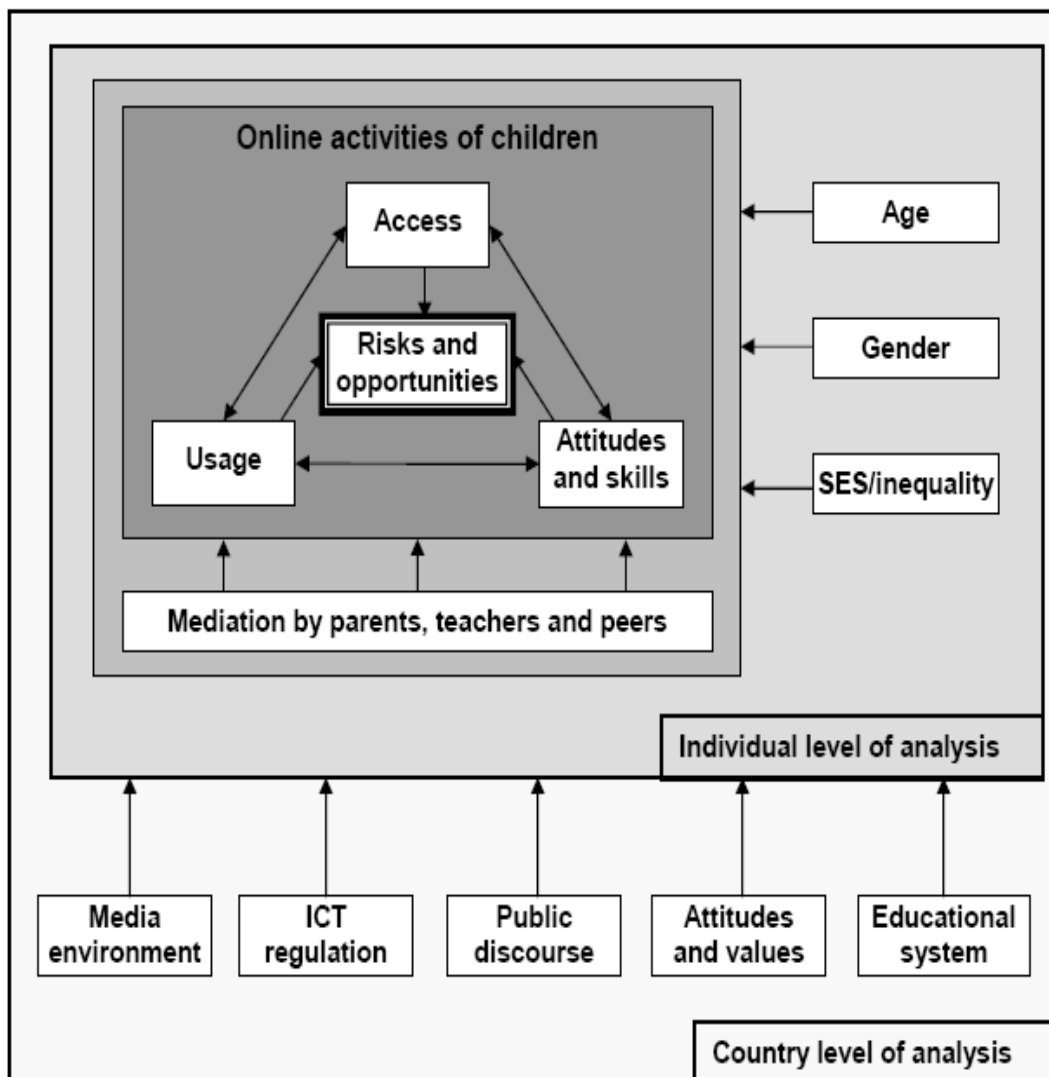 Online activities of children
Access
Age
Risks and
opportunities
Gender
Usage
Attitudes
and skills
SES/inequality
Mediation by parents, teachers and peers
Individual level of analysis
Media
environment
ICT
regulation
Public
discourse
Attitudes
and values
Educational
system
Country level of analysis